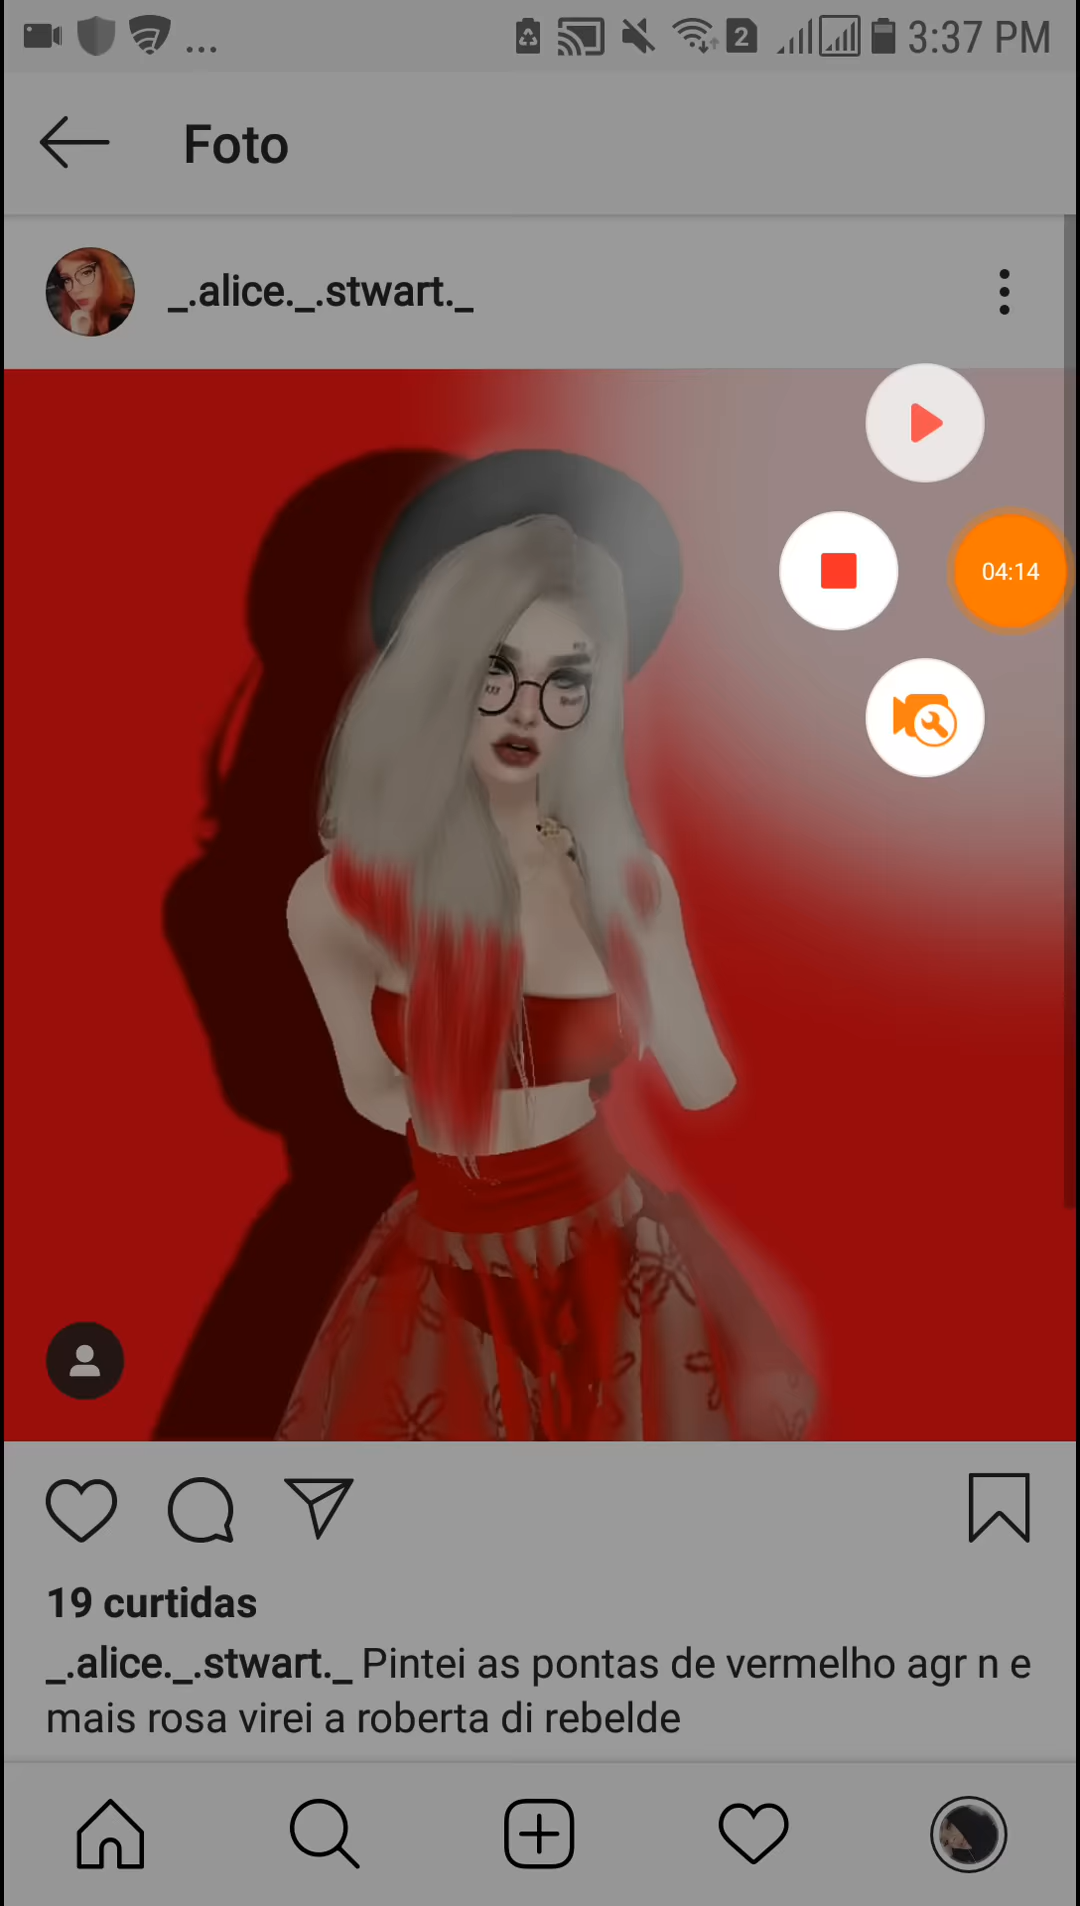 2 3:37 PM
Foto
_.alice._.stwart._
04:14
19 curtidas
_.alice._.stwart._ Pintei as pontas de vermelho agr n e
mais rosa virei a roberta di rebelde